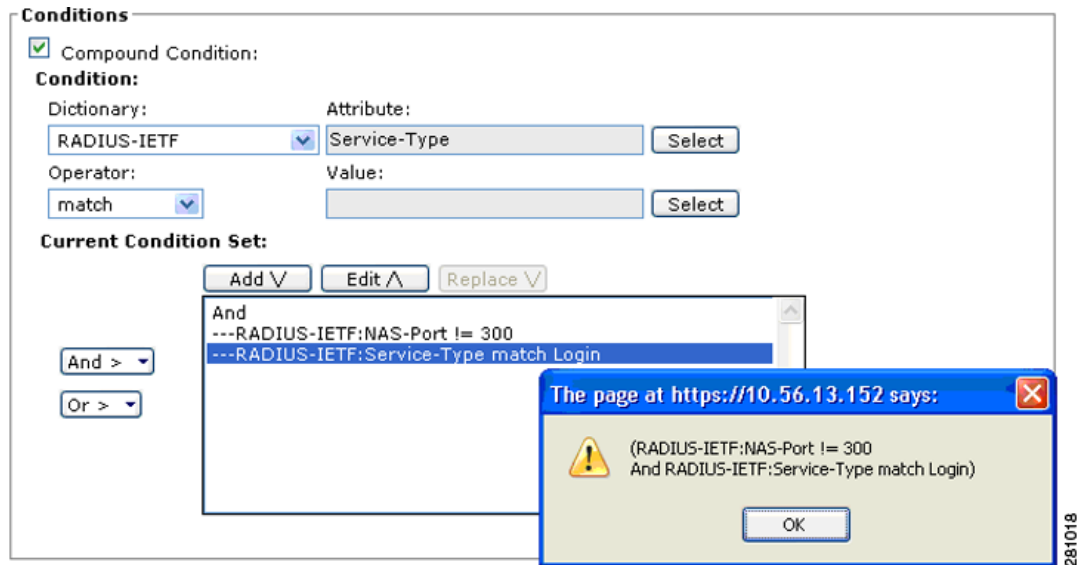 Conditions
Compound Condition:
Condition:
Dictionary: Attribute:
RADIUS-IETF Service-Type Select
Operator: Value:
match Select
Current Condition Set:
Add V Edit Λ Replace V
And
---RADIUS-IETF:NAS-Port != 300
---RADIUS-IETF:Service-Type match Login
And >
Or >
The page at https://10.56.13.152 says:
(RADIUS-IETF:NAS-Port != 300
And RADIUS-IETF:Service-Type match Login)
OK
281018